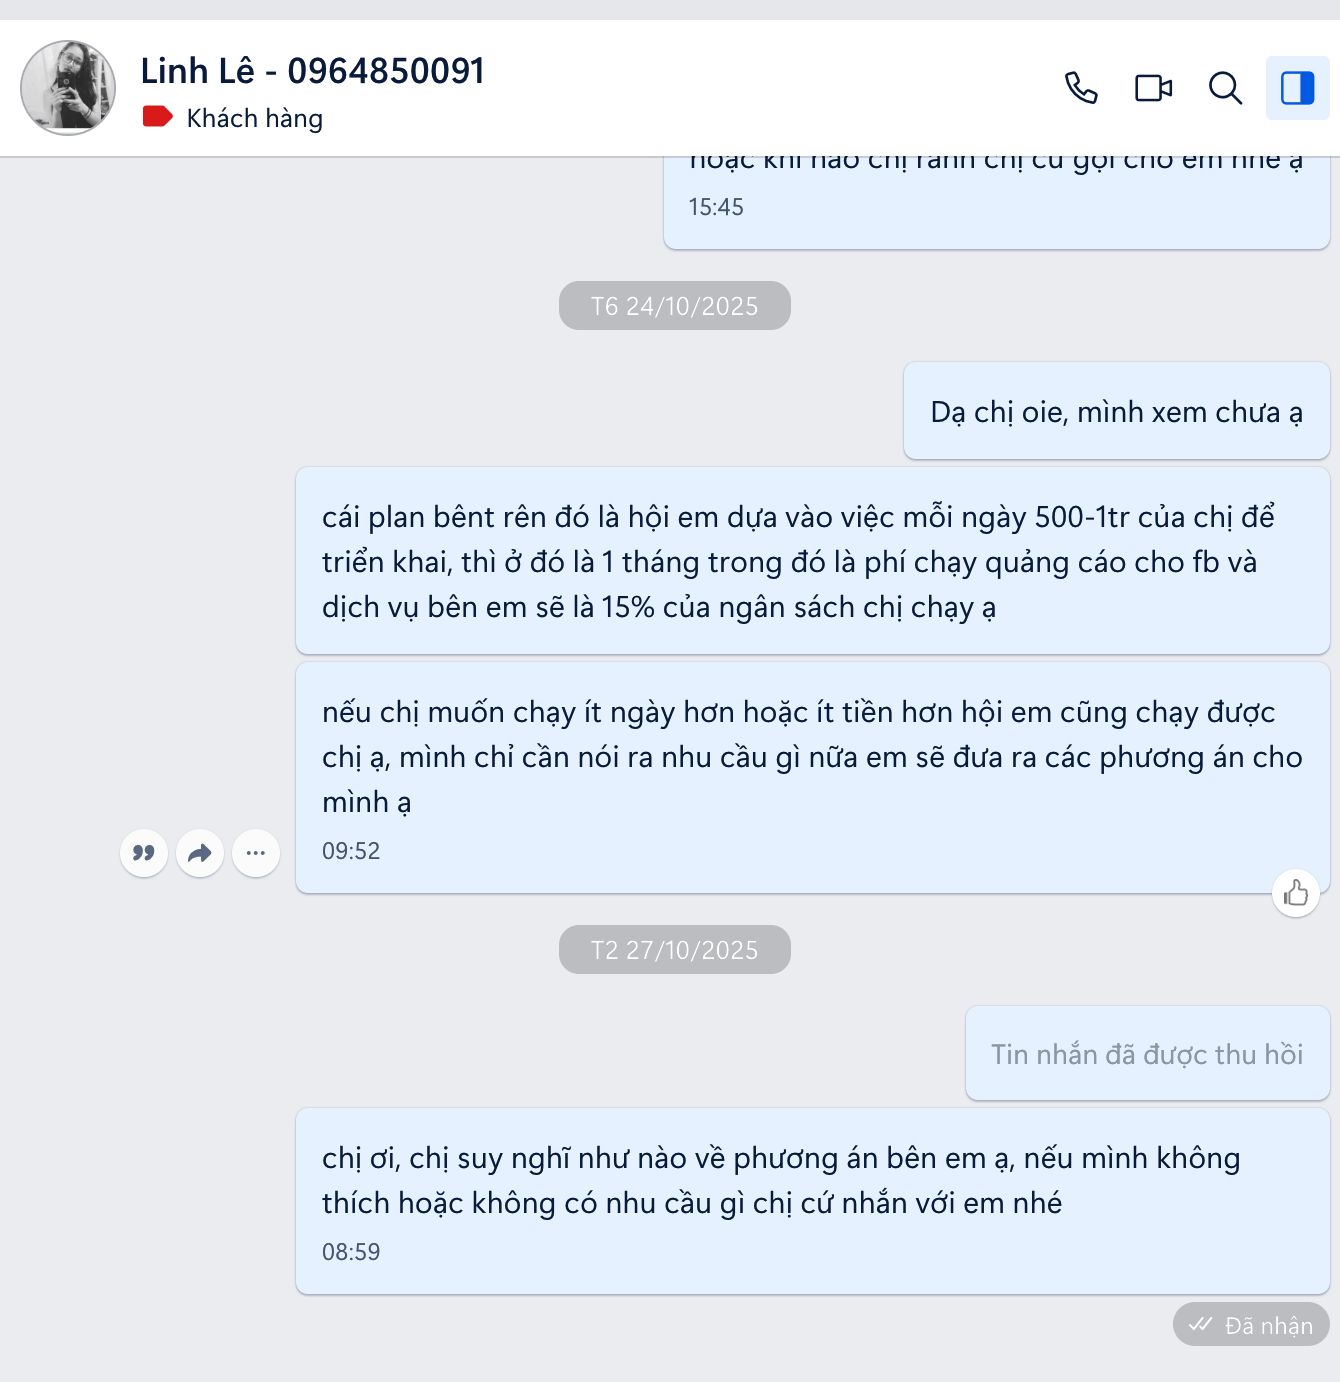 Linh Lê - 0964850091
Khách hàng
hoặc khi nào chị rảnh chị cứ gọi cho em nhé ạ
15:45
T6 24/10/2025
Dạ chị oie, mình xem chưa ạ
cái plan bênt rên đó là hội em dựa vào việc mỗi ngày 500-1tr của chị để
triển khai, thì ở đó là 1 tháng trong đó là phí chạy quảng cáo cho fb và
dịch vụ bên em sẽ là 15% của ngân sách chị chạy ạ
nếu chị muốn chạy ít ngày hơn hoặc ít tiền hơn hội em cũng chạy được
chị ạ, mình chỉ cần nói ra nhu cầu gì nữa em sẽ đưa ra các phương án cho
mình ạ
09:52
T2 27/10/2025
Tin nhắn đã được thu hồi
chị ơi, chị suy nghĩ như nào về phương án bên em ạ, nếu mình không
thích hoặc không có nhu cầu gì chị cứ nhắn với em nhé
08:59
Đã nhận